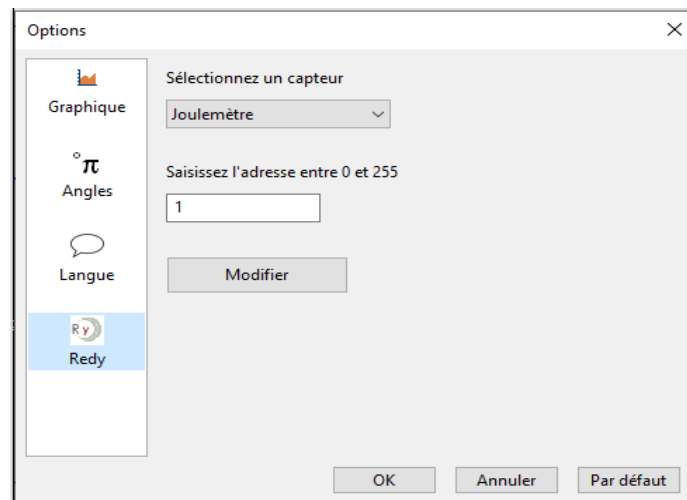 Options
Graphique
° π
Angles
Langue
R y
Redy
Sélectionnez un capteur
Joulemètre
Saisissez l'adresse entre 0 et 255
1
Modifier
OK
Annuler
Par défaut